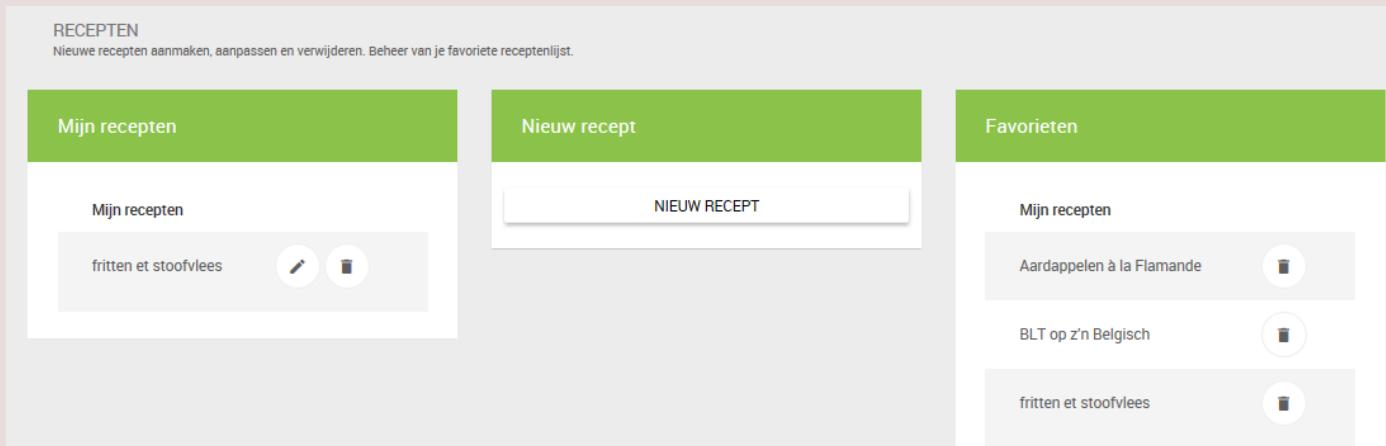 RECEPTEN
Nieuwe recepten aanmaken, aanpassen en verwijderen. Beheer van je favoriete receptenlijst.
Mijn recepten
Mijn recepten
fritten et stoofvlees
Nieuw recept
NIEUW RECEPT
Favorieten
Mijn recepten
Aardappelen à la Flamande
BLT op z'n Belgisch
fritten et stoofvlees